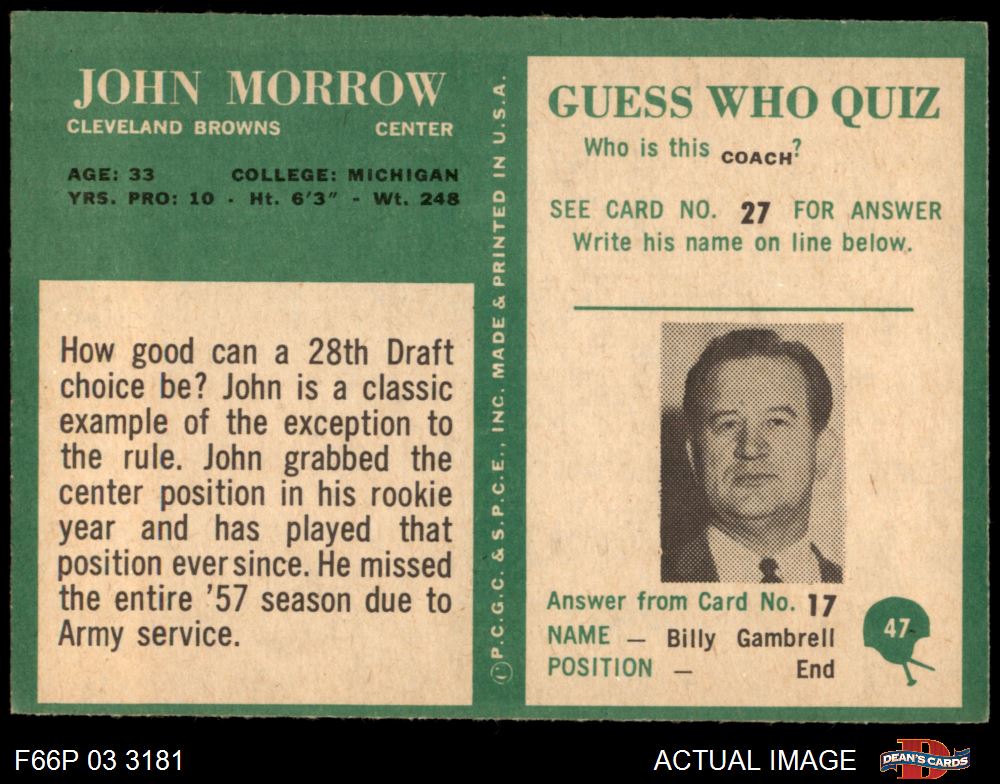 JOHN MORROW
CLEVELAND BROWNS CENTER
AGE: 33 COLLEGE: MICHIGAN
YRS. PRO: 10 - Ht. 6'3" - Wt. 248
How good can a 28th Draft
choice be? John is a classic
example of the exception to
the rule. John grabbed the
center position in his rookie
year and has played that
position ever since. He missed
the entire '57 season due to
Army service.
© P.C.G.C. & S.P.C.E., INC. MADE & PRINTED IN U.S.A.
GUESS WHO QUIZ
Who is this COACH?
SEE CARD NO. 27 FOR ANSWER
Write his name on line below.
Answer from Card No. 17
NAME — Billy Gambrell
POSITION — End
47
F66P 03 3181
ACTUAL IMAGE
D
DEAN'S CARDS